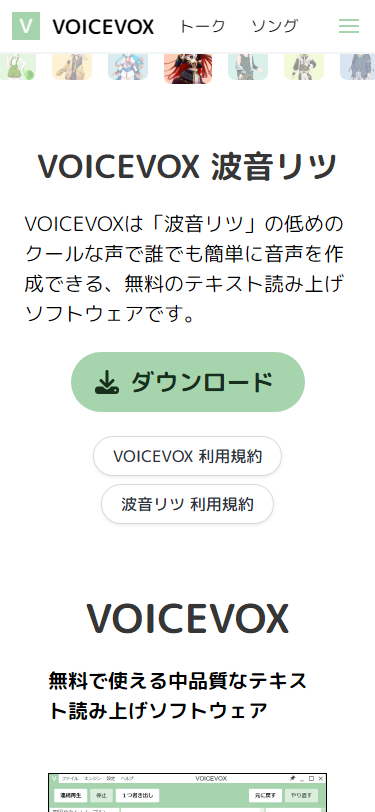 V VOICEVOX トーク ソング
VOICEVOX 波音リツ
VOICEVOXは「波音リツ」の低めの
クールな声で誰でも簡単に音声を作
成できる、無料のテキスト読み上げ
ソフトウェアです。
ダウンロード
VOICEVOX 利用規約
波音リツ 利用規約
VOICEVOX
無料で使える中品質なテキス
ト読み上げソフトウェア
V ファイル エンジン 設定 ヘルプ VOICEVOX
連続再生 停止 1つ書き出し 元に戻す やり直す